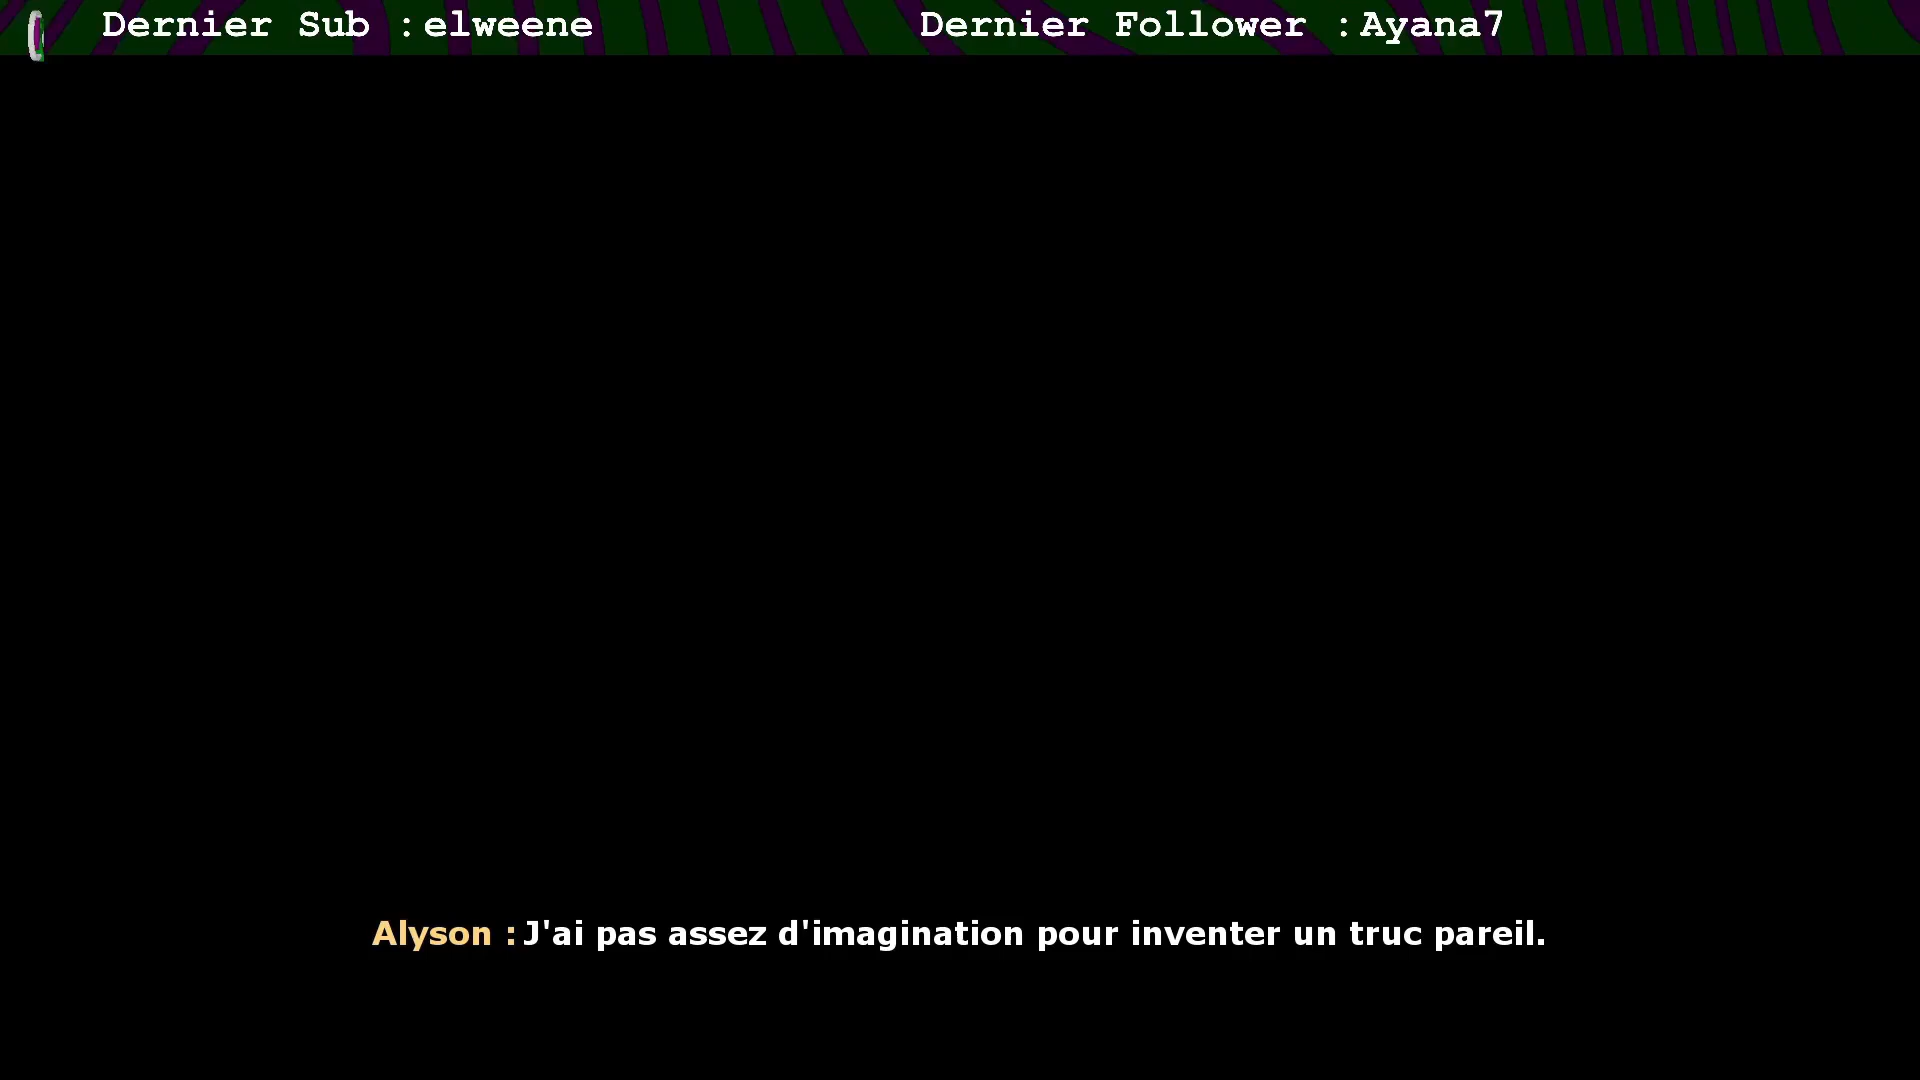 Dernier Sub :elweene
Dernier Follower :Ayana7
Alyson : J'ai pas assez d'imagination pour inventer un truc pareil.